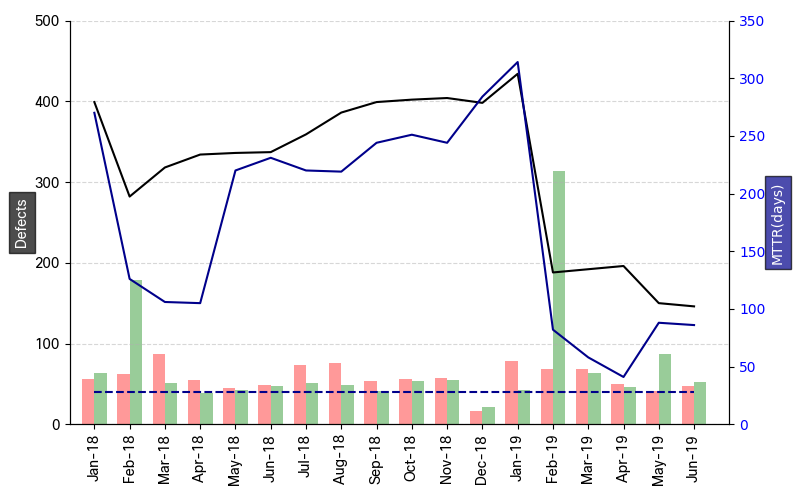 500
400
300
200
100
0
Defects
350
300
250
200
150
100
50
0
MTTR(days)
Jan-18
Feb-18
Mar-18
Apr-18
May-18
Jun-18
Jul-18
Aug-18
Sep-18
Oct-18
Nov-18
Dec-18
Jan-19
Feb-19
Mar-19
Apr-19
May-19
Jun-19